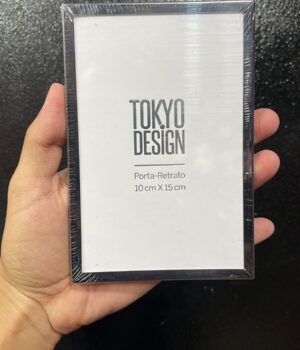 TOKYO
DESIGN
Porta-Retrato
10 cm X 15 cm